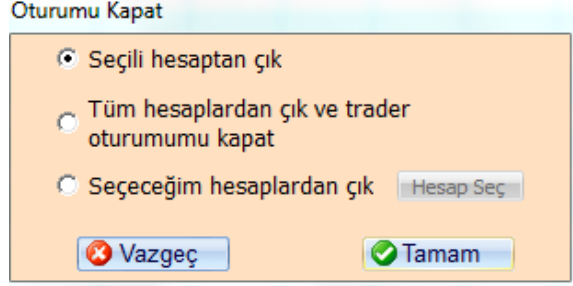 Oturumu Kapat
Seçili hesaptan çık
Tüm hesaplardan çık ve trader
oturumumu kapat
Seçeceğim hesaplardan çık Hesap Seç
Vazgeç Tamam